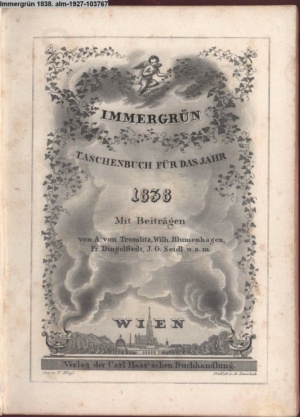 Immergrün 1838. alm-1927-103767
IMMERGRÜN
TASCHENBUCH FÜR DAS JAHR
1838
Mit Beiträgen
von A. von Tromlitz, Wilh. Blumenhagen,
Fr. Dingelstedt, J. G. Seidl u. a. m.
WIEN
Verlag der Carl Haas'schen Buchhandlung.